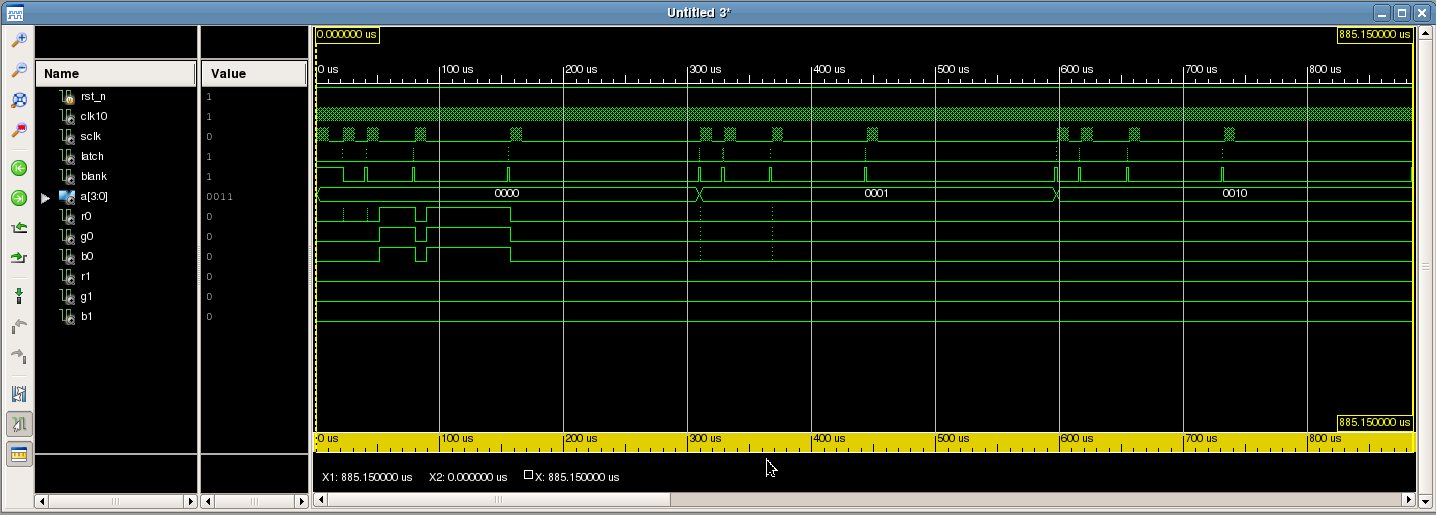 Untitled 3*
0.000000 us 885.150000 us
0 us 100 us 200 us 300 us 400 us 500 us 600 us 700 us 800 us
Name Value
rst_n 1
clk10 1
sclk 0
latch 1
blank 1
a[3:0] 0011 0000 0001 0010
r0 0
g0 0
b0 0
r1 0
g1 0
b1 0
885.150000 us
0 us 100 us 200 us 300 us 400 us 500 us 600 us 700 us 800 us
X1: 885.150000 us X2: 0.000000 us X: 885.150000 us